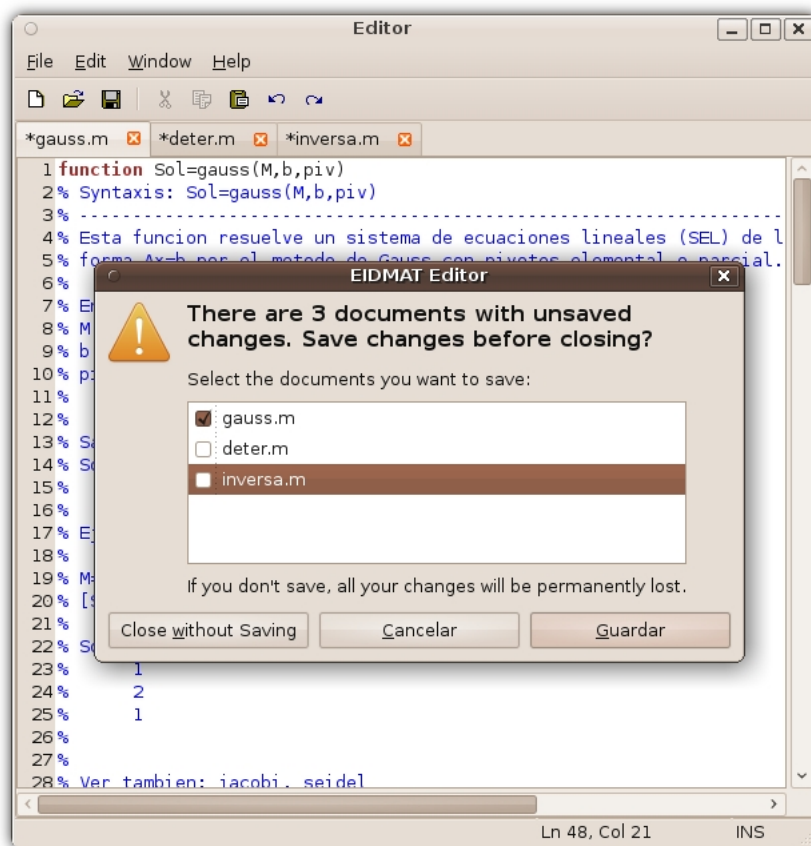 Editor
File Edit Window Help
*gauss.m *deter.m *inversa.m
1 function Sol=gauss(M,b,piv)
2 % Syntaxis: Sol=gauss(M,b,piv)
3 % --------------------------------------------------------------
4 % Esta funcion resuelve un sistema de ecuaciones lineales (SEL) de l
5 % forma Ax=b por el metodo de Gauss con pivoteo elemental o parcial.
6 %
7 %
8 % M
9 % b
10 %
11 %
12 %
13 %
14 %
15 %
16 %
17 %
18 %
19 %
20 %
21 %
22 %
23 % 1
24 % 2
25 % 1
26 %
27 %
28 % Ver tambien: jacobi, seidel
EIDMAT Editor
There are 3 documents with unsaved
changes. Save changes before closing?
Select the documents you want to save:
gauss.m
deter.m
inversa.m
If you don't save, all your changes will be permanently lost.
Close without Saving Cancelar Guardar
Ln 48, Col 21 INS